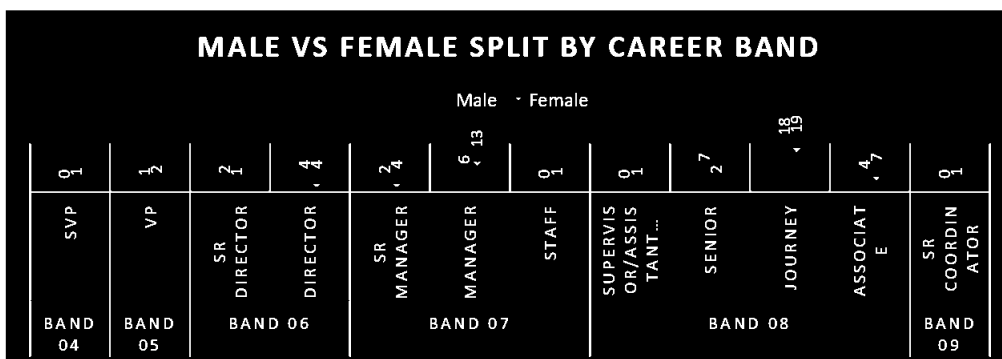 MALE VS FEMALE SPLIT BY CAREER BAND
Male Female
0
1
1
2
2
1
4
4
2
4
6
13
0
1
0
1
7
2
18
19
4
7
0
1
SVP
VP
SR
DIRECTOR
DIRECTOR
SR
MANAGER
MANAGER
STAFF
SUPERVIS
OR/ASSIS
TANT...
SENIOR
JOURNEY
ASSOCIAT
E
SR
COORDIN
ATOR
BAND
04
BAND
05
BAND 06
BAND 07
BAND 08
BAND
09